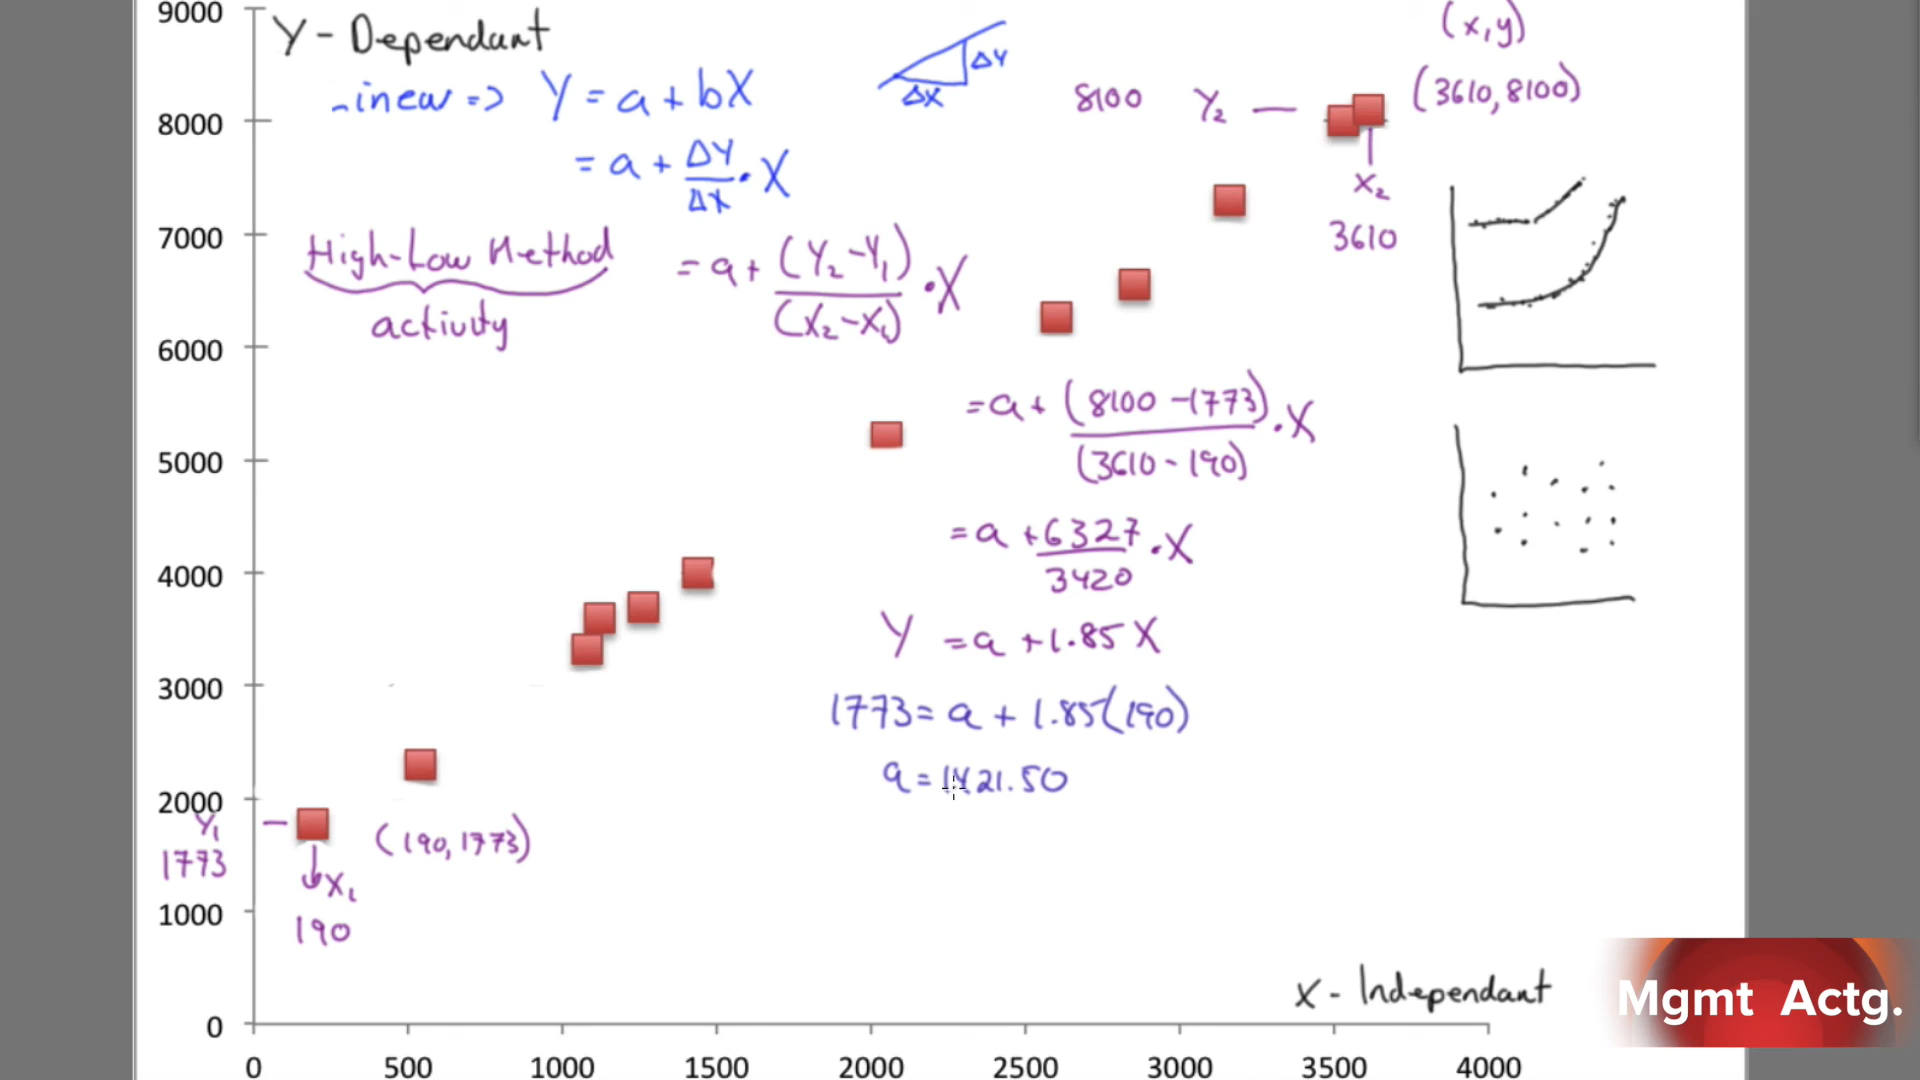 9000
Y - Dependant
(x,y)
-inear => Y = a + bX
ΔY
ΔX
8100 Y₂ —
(3610, 8100)
8000
= a + ΔY/ΔX · X
X₂
3610
7000
High-Low Method
activity
= a + (Y₂ - Y₁)/(X₂ - X₁) · X
6000
= a + (8100 - 1773)/(3610 - 190) · X
5000
= a + 6327/3420 · X
4000
Y = a + 1.85 X
3000
1773 = a + 1.85(190)
a = 1421.50
2000
Y₁ —
1773
(190, 1773)
X₁
190
1000
X - Independant
Mgmt Actg.
0
0 500 1000 1500 2000 2500 3000 3500 4000